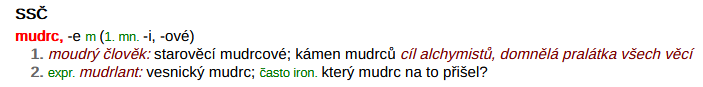 SSČ
mudrc, -e m (1. mn. -i, -ové)
1. moudrý člověk: starověcí mudrcové; kámen mudrců cíl alchymistů, domnělá pralátka všech věcí
2. expr. mudrlant: vesnický mudrc; často iron. který mudrc na to přišel?